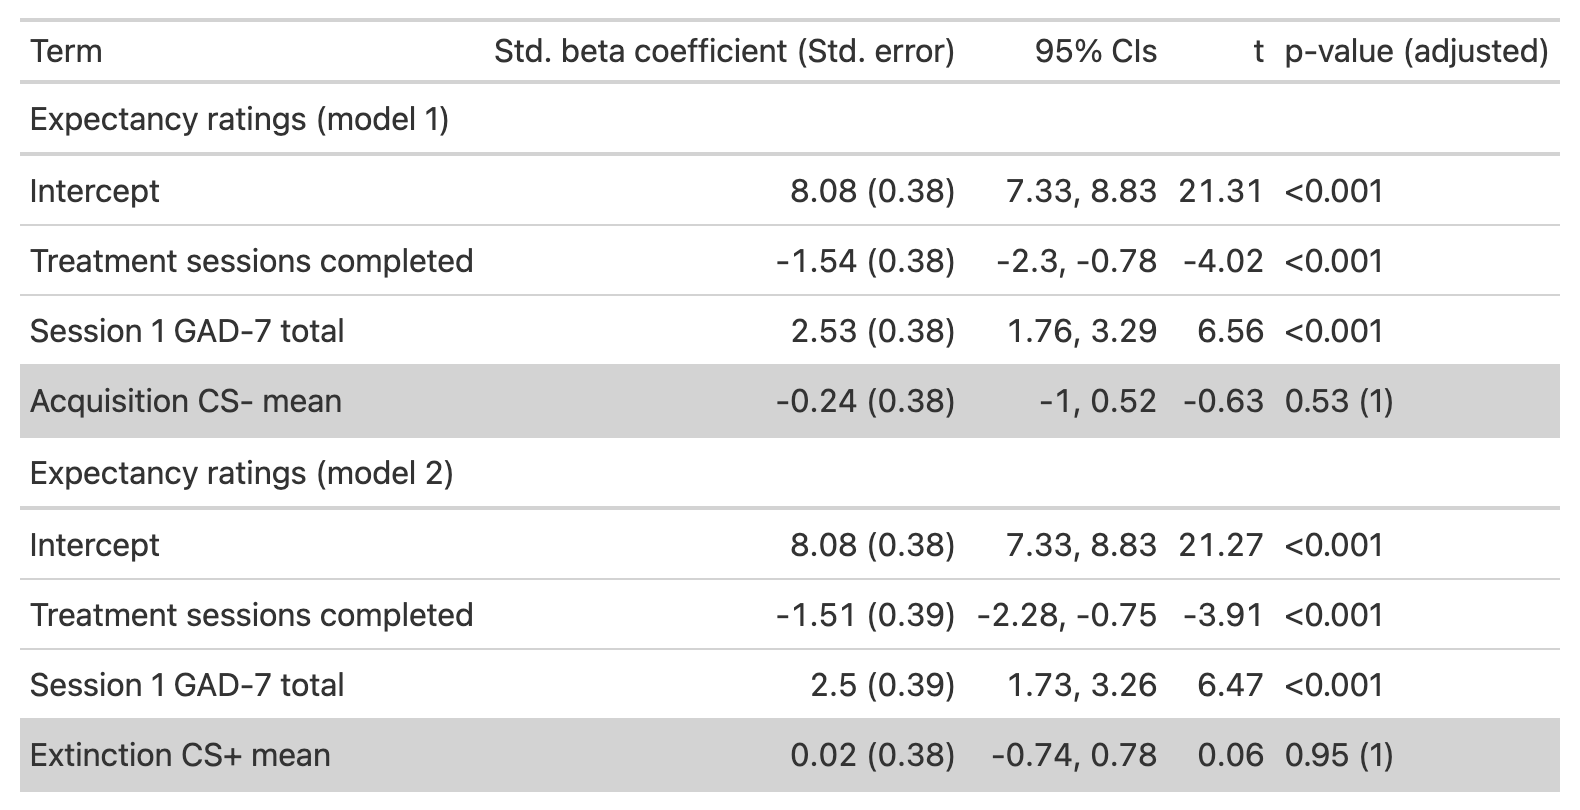 Term Std. beta coefficient (Std. error) 95% CIs t p-value (adjusted)
Expectancy ratings (model 1)
Intercept 8.08 (0.38) 7.33, 8.83 21.31 <0.001
Treatment sessions completed -1.54 (0.38) -2.3, -0.78 -4.02 <0.001
Session 1 GAD-7 total 2.53 (0.38) 1.76, 3.29 6.56 <0.001
Acquisition CS- mean -0.24 (0.38) -1, 0.52 -0.63 0.53 (1)
Expectancy ratings (model 2)
Intercept 8.08 (0.38) 7.33, 8.83 21.27 <0.001
Treatment sessions completed -1.51 (0.39) -2.28, -0.75 -3.91 <0.001
Session 1 GAD-7 total 2.5 (0.39) 1.73, 3.26 6.47 <0.001
Extinction CS+ mean 0.02 (0.38) -0.74, 0.78 0.06 0.95 (1)